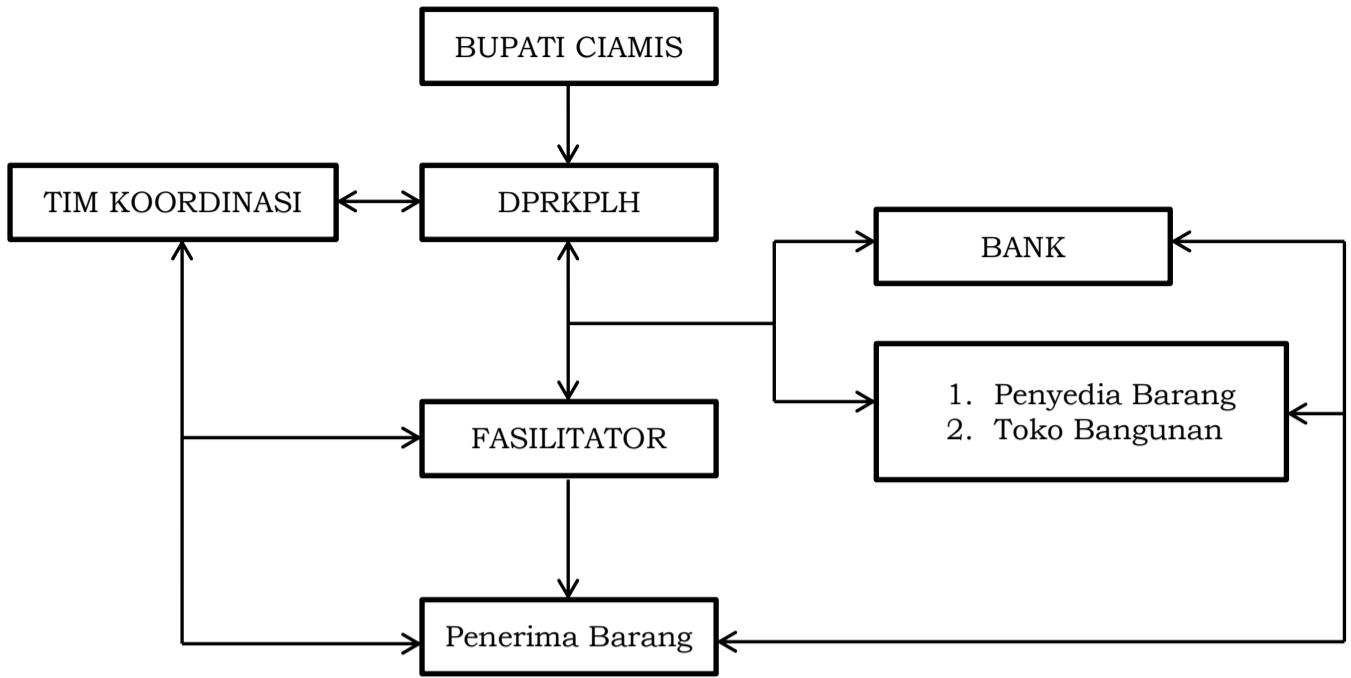 BUPATI CIAMIS
TIM KOORDINASI
DPRKPLH
BANK
1. Penyedia Barang
2. Toko Bangunan
FASILITATOR
Penerima Barang